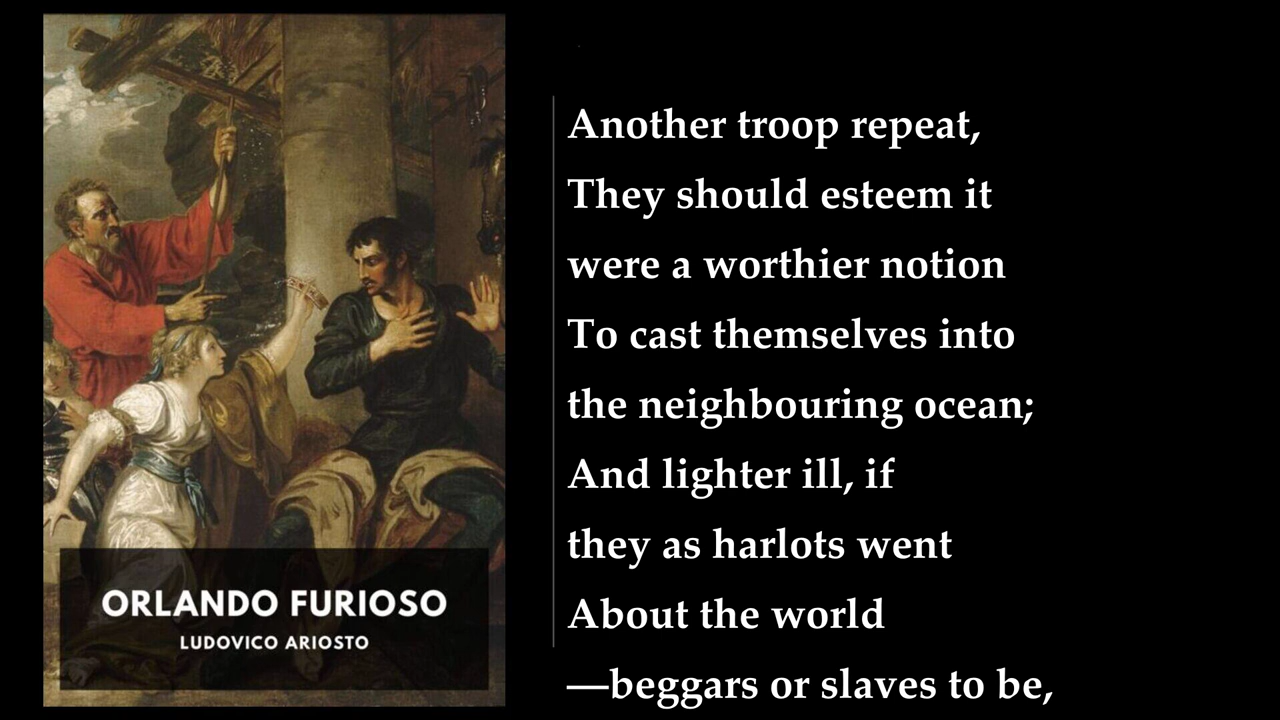 ORLANDO FURIOSO
LUDOVICO ARIOSTO
Another troop repeat,
They should esteem it
were a worthier notion
To cast themselves into
the neighbouring ocean;
And lighter ill, if
they as harlots went
About the world
—beggars or slaves to be,